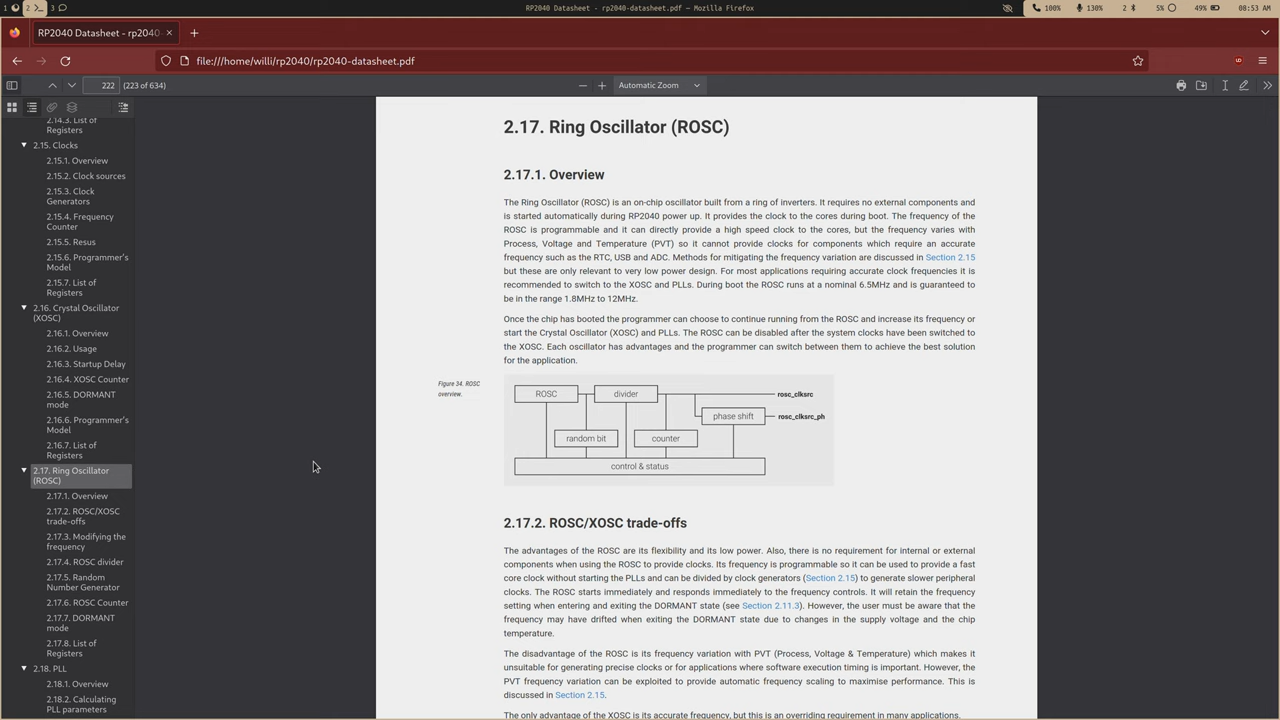 1
2
3
RP2040 Datasheet - rp2040-datasheet.pdf — Mozilla Firefox
100%
130%
2
5%
49%
08:53 AM
RP2040 Datasheet - rp2040-
file:///home/willi/rp2040/rp2040-datasheet.pdf
222
(223 of 634)
Automatic Zoom
2.14.3. List of
Registers
2.15. Clocks
2.15.1. Overview
2.15.2. Clock sources
2.15.3. Clock
Generators
2.15.4. Frequency
Counter
2.15.5. Resus
2.15.6. Programmer's
Model
2.15.7. List of
Registers
2.16. Crystal Oscillator
(XOSC)
2.16.1. Overview
2.16.2. Usage
2.16.3. Startup Delay
2.16.4. XOSC Counter
2.16.5. DORMANT
mode
2.16.6. Programmer's
Model
2.16.7. List of
Registers
2.17. Ring Oscillator
(ROSC)
2.17.1. Overview
2.17.2. ROSC/XOSC
trade-offs
2.17.3. Modifying the
frequency
2.17.4. ROSC divider
2.17.5. Random
Number Generator
2.17.6. ROSC Counter
2.17.7. DORMANT
mode
2.17.8. List of
Registers
2.18. PLL
2.18.1. Overview
2.18.2. Calculating
PLL parameters
2.17. Ring Oscillator (ROSC)
2.17.1. Overview
The Ring Oscillator (ROSC) is an on-chip oscillator built from a ring of inverters. It requires no external components and
is started automatically during RP2040 power up. It provides the clock to the cores during boot. The frequency of the
ROSC is programmable and it can directly provide a high speed clock to the cores, but the frequency varies with
Process, Voltage and Temperature (PVT) so it cannot provide clocks for components which require an accurate
frequency such as the RTC, USB and ADC. Methods for mitigating the frequency variation are discussed in Section 2.15
but these are only relevant to very low power design. For most applications requiring accurate clock frequencies it is
recommended to switch to the XOSC and PLLs. During boot the ROSC runs at a nominal 6.5MHz and is guaranteed to
be in the range 1.8MHz to 12MHz.
Once the chip has booted the programmer can choose to continue running from the ROSC and increase its frequency or
start the Crystal Oscillator (XOSC) and PLLs. The ROSC can be disabled after the system clocks have been switched to
the XOSC. Each oscillator has advantages and the programmer can switch between them to achieve the best solution
for the application.
Figure 34. ROSC
overview.
ROSC
divider
rosc_clksrc
phase shift
rosc_clksrc_ph
random bit
counter
control & status
2.17.2. ROSC/XOSC trade-offs
The advantages of the ROSC are its flexibility and its low power. Also, there is no requirement for internal or external
components when using the ROSC to provide clocks. Its frequency is programmable so it can be used to provide a fast
core clock without starting the PLLs and can be divided by clock generators (Section 2.15) to generate slower peripheral
clocks. The ROSC starts immediately and responds immediately to the frequency controls. It will retain the frequency
setting when entering and exiting the DORMANT state (see Section 2.11.3). However, the user must be aware that the
frequency may have drifted when exiting the DORMANT state due to changes in the supply voltage and the chip
temperature.
The disadvantage of the ROSC is its frequency variation with PVT (Process, Voltage & Temperature) which makes it
unsuitable for generating precise clocks or for applications where software execution timing is important. However, the
PVT frequency variation can be exploited to provide automatic frequency scaling to maximise performance. This is
discussed in Section 2.15.
The only advantage of the XOSC is its accurate frequency, but this is an overriding requirement in many applications.